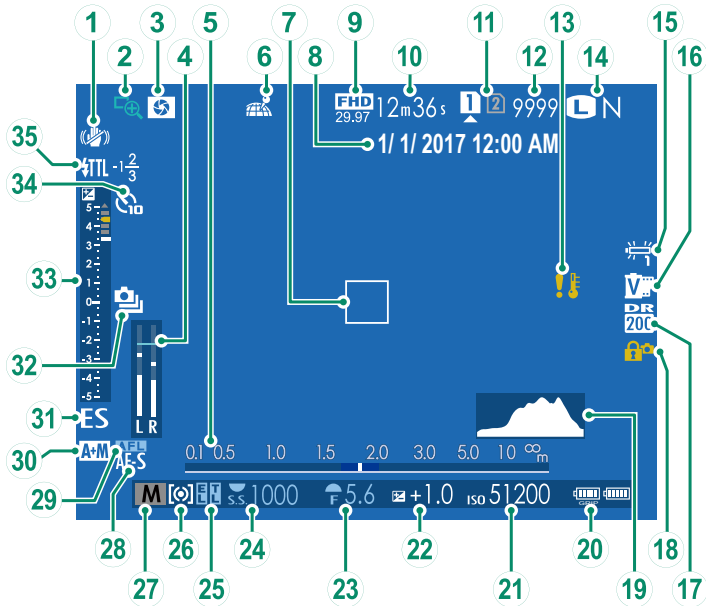 1 2 3 4 5 6 7 8 9 10 11 12 13 14 15 16
FHD 29.97 12m36s 1 2 9999 L N
1/ 1/ 2017 12:00 AM
35 TTL -1 2/3
34 10
5
4
3
2
33 1
0
-1
-2
-3
-4
-5
1
V
DR
200
32
L R
31 ES
30 A+M AFL
29 AF-S
0.1 0.5 1.0 1.5 2.0 3.0 5.0 10 ∞ m
M E L T L S.S. 1000 F 5.6 +1.0 ISO 51200 GRIP
28 27 26 25 24 23 22 21 20 19 18 17